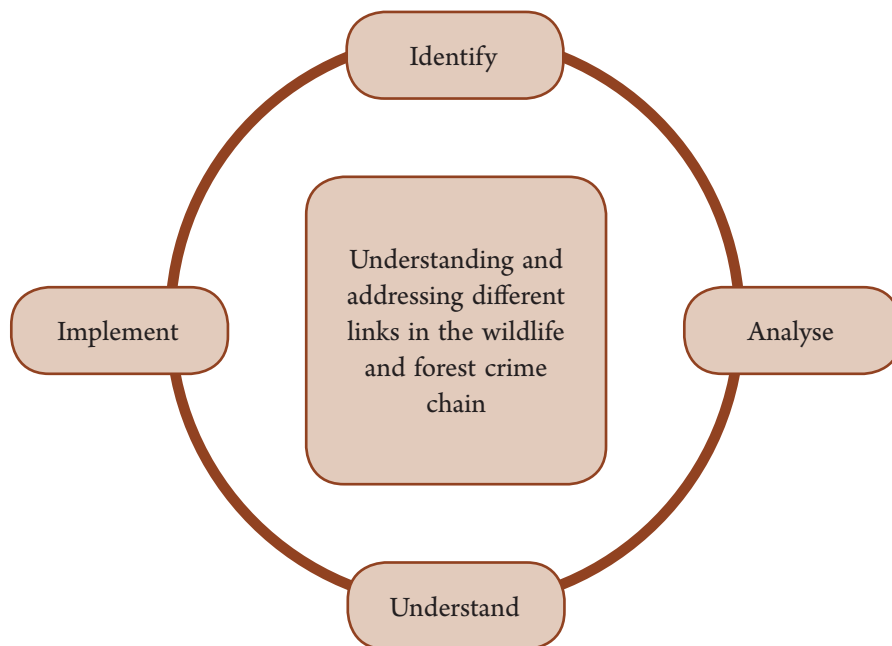 Identify
Understanding and
addressing different
links in the wildlife
and forest crime
chain
Implement
Analyse
Understand